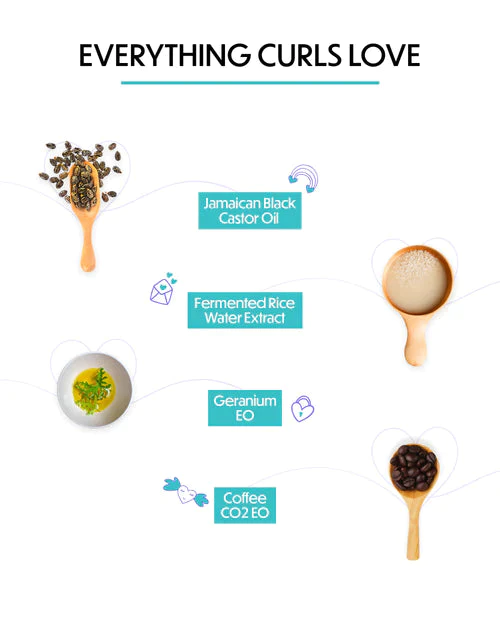 EVERYTHING CURLS LOVE
Jamaican Black
Castor Oil
Fermented Rice
Water Extract
Geranium
EO
Coffee
CO2 EO